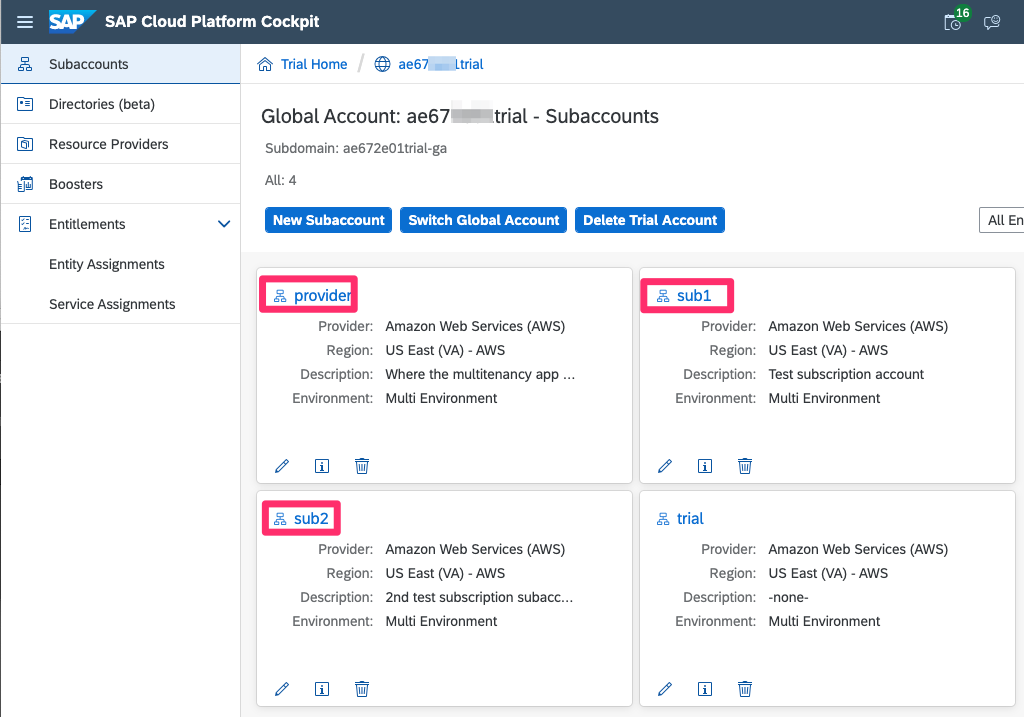 SAP SAP Cloud Platform Cockpit
16
Subaccounts
Directories (beta)
Resource Providers
Boosters
Entitlements
Entity Assignments
Service Assignments
Trial Home / ae67 trial
Global Account: ae67 trial - Subaccounts
Subdomain: ae672e01trial-ga
All: 4
New Subaccount Switch Global Account Delete Trial Account
All En
provider
Provider: Amazon Web Services (AWS)
Region: US East (VA) - AWS
Description: Where the multitenancy app ...
Environment: Multi Environment
sub1
Provider: Amazon Web Services (AWS)
Region: US East (VA) - AWS
Description: Test subscription account
Environment: Multi Environment
sub2
Provider: Amazon Web Services (AWS)
Region: US East (VA) - AWS
Description: 2nd test subscription subacc...
Environment: Multi Environment
trial
Provider: Amazon Web Services (AWS)
Region: US East (VA) - AWS
Description: -none-
Environment: Multi Environment